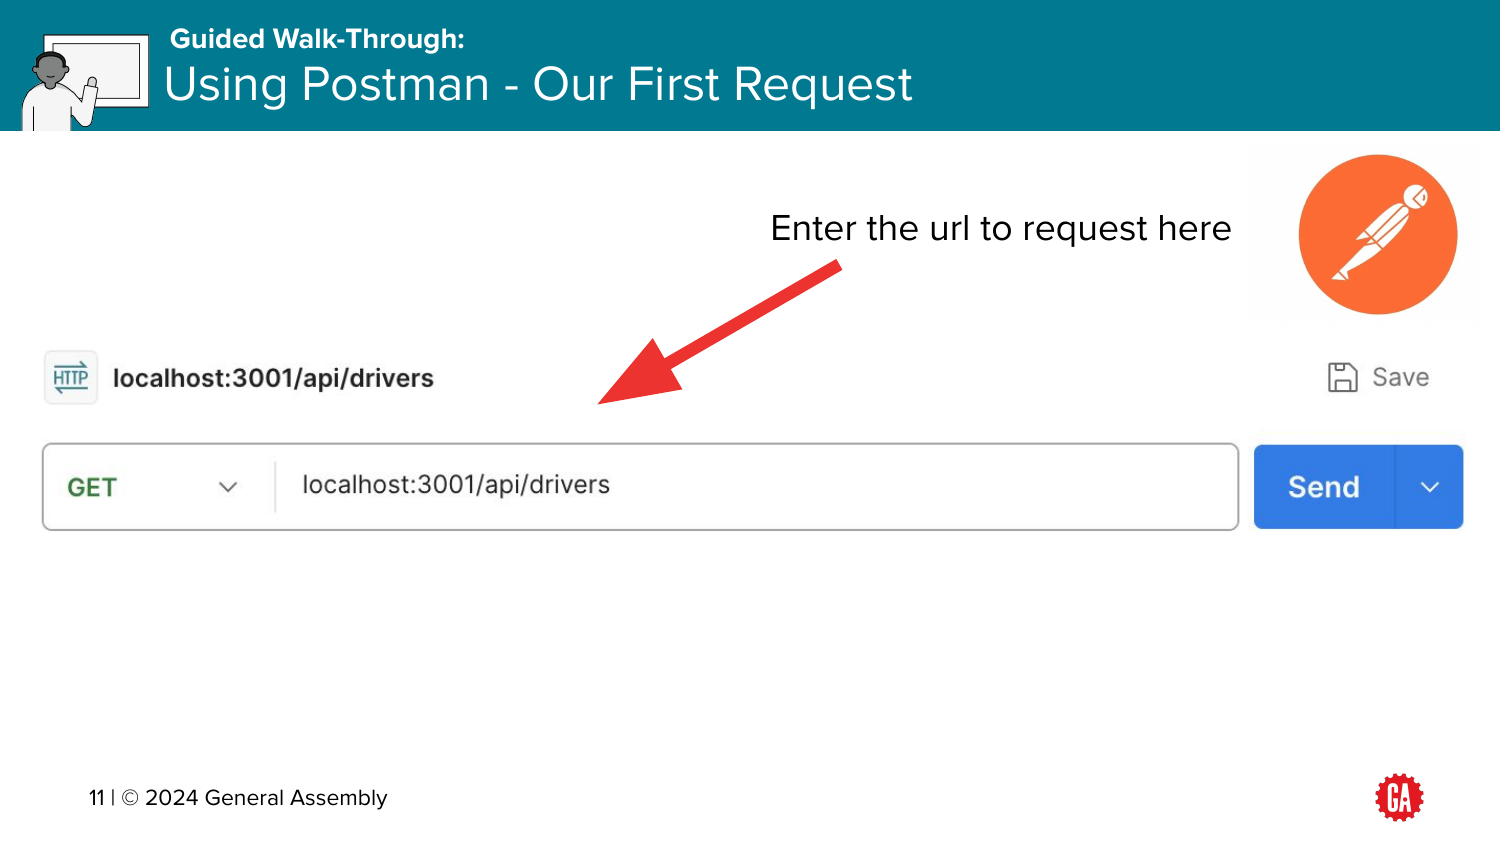 Guided Walk-Through:
Using Postman - Our First Request
Enter the url to request here
HTTP localhost:3001/api/drivers
Save
GET
localhost:3001/api/drivers
Send
11 | © 2024 General Assembly
GA